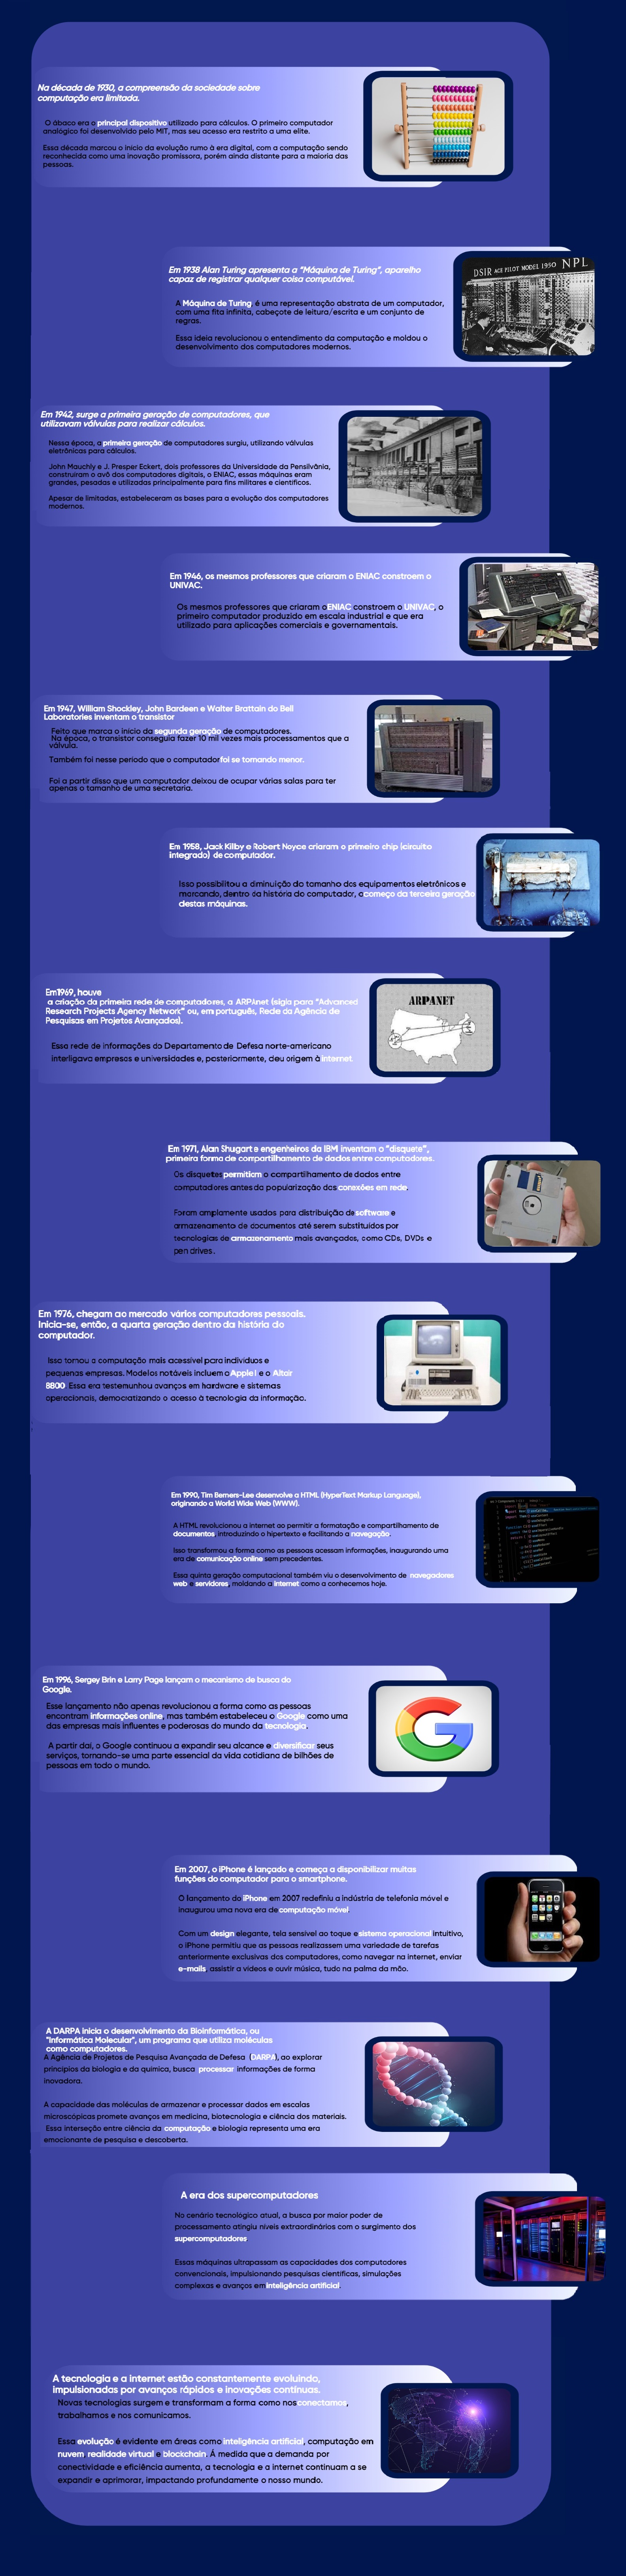 Na década de 1930, a compreensão da sociedade sobre
computação era limitada.
O ábaco era o principal dispositivo utilizado para cálculos. O primeiro computador
analógico foi desenvolvido pelo MIT, mas seu acesso era restrito a uma elite.
Essa década marcou o início da evolução rumo à era digital, com a computação sendo
reconhecida como uma inovação promissora, porém ainda distante para a maioria das
pessoas.
Em 1938 Alan Turing apresenta a "Máquina de Turing", aparelho
capaz de registrar qualquer coisa computável.
A Máquina de Turing, é uma representação abstrata de um computador,
com uma fita infinita, cabeçote de leitura/escrita e um conjunto de
regras.
Essa ideia revolucionou o entendimento da computação e moldou o
desenvolvimento dos computadores modernos.
DSIR ACE PILOT MODEL 1950 NPL
Em 1942, surge a primeira geração de computadores, que
utilizavam válvulas para realizar cálculos.
Nessa época, a primeira geração de computadores surgiu, utilizando válvulas
eletrônicas para cálculos.
John Mauchly e J. Presper Eckert, dois professores da Universidade da Pensilvânia,
construíram o avô dos computadores digitais, o ENIAC, essas máquinas eram
grandes, pesadas e utilizadas principalmente para fins militares e científicos.
Apesar de limitadas, estabeleceram as bases para a evolução dos computadores
modernos.
Em 1946, os mesmos professores que criaram o ENIAC constroem o
UNIVAC.
Os mesmos professores que criaram o ENIAC constroem o UNIVAC, o
primeiro computador produzido em escala industrial e que era
utilizado para aplicações comerciais e governamentais.
Em 1947, William Shockley, John Bardeen e Walter Brattain do Bell
Laboratories inventam o transistor
Feito que marca o início da segunda geração de computadores.
Na época, o transistor conseguia fazer 10 mil vezes mais processamentos que a
válvula.
Também foi nesse período que o computador foi se tornando menor.
Foi a partir disso que um computador deixou de ocupar várias salas para ter
apenas o tamanho de uma secretaria.
Em 1958, Jack Killby e Robert Noyce criaram o primeiro chip (circuito
integrado) de computador.
Isso possibilitou a diminuição do tamanho dos equipamentos eletrônicos e
marcando, dentro da história do computador, o começo da terceira geração
destas máquinas.
Em1969, houve
a criação da primeira rede de computadores, a ARPAnet (sigla para "Advanced
Research Projects Agency Network" ou, em português, Rede da Agência de
Pesquisas em Projetos Avançados).
Essa rede de informações do Departamento de Defesa norte-americano
interligava empresas e universidades e, posteriormente, deu origem à internet.
ARPANET
Em 1971, Alan Shugart e engenheiros da IBM inventam o "disquete",
primeira forma de compartilhamento de dados entre computadores.
Os disquetes permitiam o compartilhamento de dados entre
computadores antes da popularização das conexões em rede.
Foram amplamente usados para distribuição de software e
armazenamento de documentos até serem substituídos por
tecnologias de armazenamento mais avançados, como CDs, DVDs e
pen drives.
Em 1976, chegam ao mercado vários computadores pessoais.
Inicia-se, então, a quarta geração dentro da história do
computador.
Isso tornou a computação mais acessível para indivíduos e
pequenas empresas. Modelos notáveis incluem o Apple I e o Altair
8800. Essa era testemunhou avanços em hardware e sistemas
operacionais, democratizando o acesso à tecnologia da informação.
Em 1990, Tim Berners-Lee desenvolve a HTML (HyperText Markup Language),
originando a World Wide Web (WWW).
A HTML revolucionou a internet ao permitir a formatação e compartilhamento de
documentos, introduzindo o hipertexto e facilitando a navegação.
Isso transformou a forma como as pessoas acessam informações, inaugurando uma
era de comunicação online sem precedentes.
Essa quinta geração computacional também viu o desenvolvimento de navegadores
web e servidores, moldando a internet como a conhecemos hoje.
Em 1996, Sergey Brin e Larry Page lançam o mecanismo de busca do
Google.
Esse lançamento não apenas revolucionou a forma como as pessoas
encontram informações online, mas também estabeleceu o Google como uma
das empresas mais influentes e poderosas do mundo da tecnologia.
A partir daí, o Google continuou a expandir seu alcance e diversificar seus
serviços, tornando-se uma parte essencial da vida cotidiana de bilhões de
pessoas em todo o mundo.
Em 2007, o iPhone é lançado e começa a disponibilizar muitas
funções do computador para o smartphone.
O lançamento do iPhone em 2007 redefiniu a indústria de telefonia móvel e
inaugurou uma nova era de computação móvel.
Com um design elegante, tela sensível ao toque e sistema operacional intuitivo,
o iPhone permitiu que as pessoas realizassem uma variedade de tarefas
anteriormente exclusivas dos computadores, como navegar na internet, enviar
e-mails, assistir a vídeos e ouvir música, tudo na palma da mão.
A DARPA inicia o desenvolvimento da Bioinformática, ou
"Informática Molecular", um programa que utiliza moléculas
como computadores.
A Agência de Projetos de Pesquisa Avançada de Defesa (DARPA), ao explorar
princípios da biologia e da química, busca processar informações de forma
inovadora.
A capacidade das moléculas de armazenar e processar dados em escalas
microscópicas promete avanços em medicina, biotecnologia e ciência dos materiais.
Essa interseção entre ciência da computação e biologia representa uma era
emocionante de pesquisa e descoberta.
A era dos supercomputadores
No cenário tecnológico atual, a busca por maior poder de
processamento atingiu níveis extraordinários com o surgimento dos
supercomputadores.
Essas máquinas ultrapassam as capacidades dos computadores
convencionais, impulsionando pesquisas científicas, simulações
complexas e avanços em inteligência artificial.
A tecnologia e a internet estão constantemente evoluindo,
impulsionadas por avanços rápidos e inovações contínuas.
Novas tecnologias surgem e transformam a forma como nos conectamos,
trabalhamos e nos comunicamos.
Essa evolução é evidente em áreas como inteligência artificial, computação em
nuvem, realidade virtual e blockchain. À medida que a demanda por
conectividade e eficiência aumenta, a tecnologia e a internet continuam a se
expandir e aprimorar, impactando profundamente o nosso mundo.